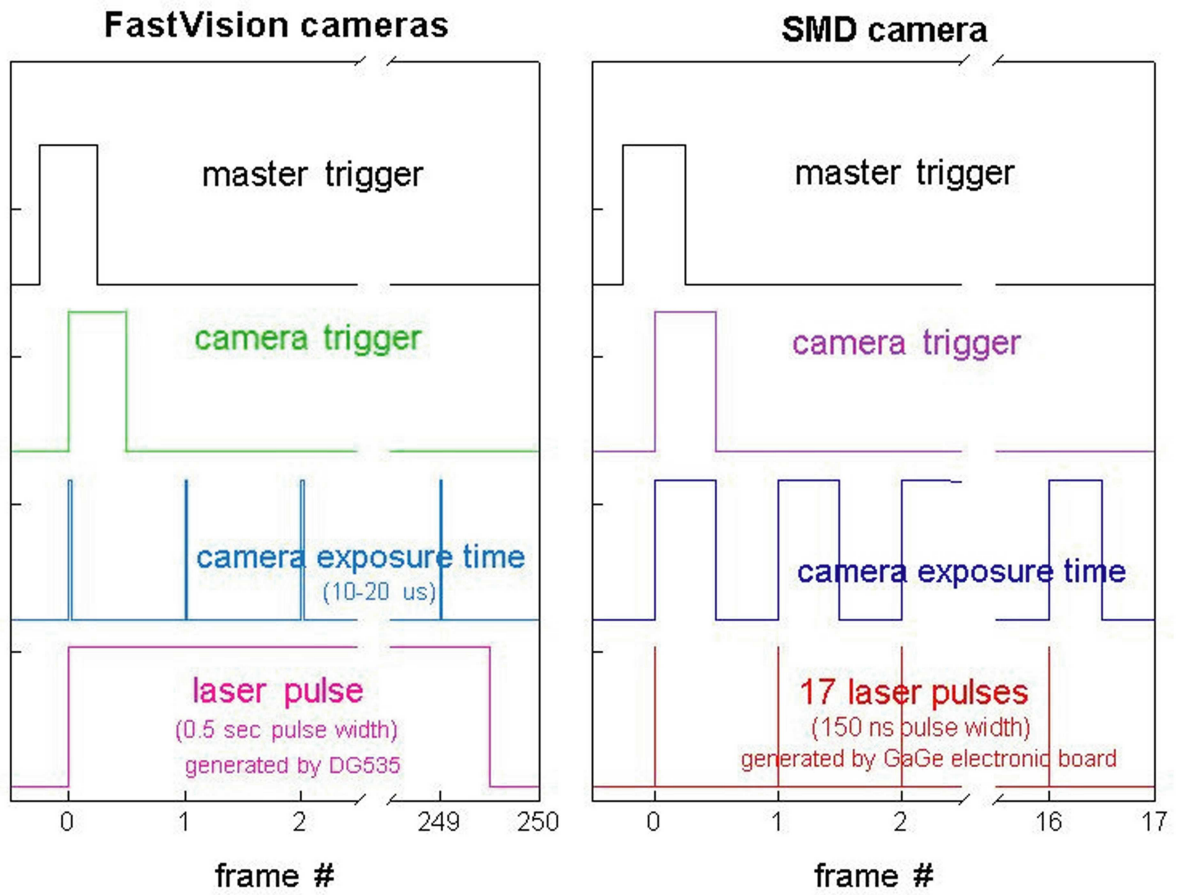 FastVision cameras
master trigger
camera trigger
camera exposure time
(10-20 us)
laser pulse
(0.5 sec pulse width)
generated by DG535
0 1 2 249 250
frame #
SMD camera
master trigger
camera trigger
camera exposure time
17 laser pulses
(150 ns pulse width)
generated by GaGe electronic board
0 1 2 16 17
frame #